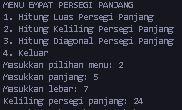 MENU EMPAT PERSEGI PANJANG
1. Hitung Luas Persegi Panjang
2. Hitung Keliling Persegi Panjang
3. Hitung Diagonal Persegi Panjang
4. Keluar
Masukkan pilihan menu: 2
Masukkan panjang: 5
Masukkan lebar: 7
Keliling persegi panjang: 24